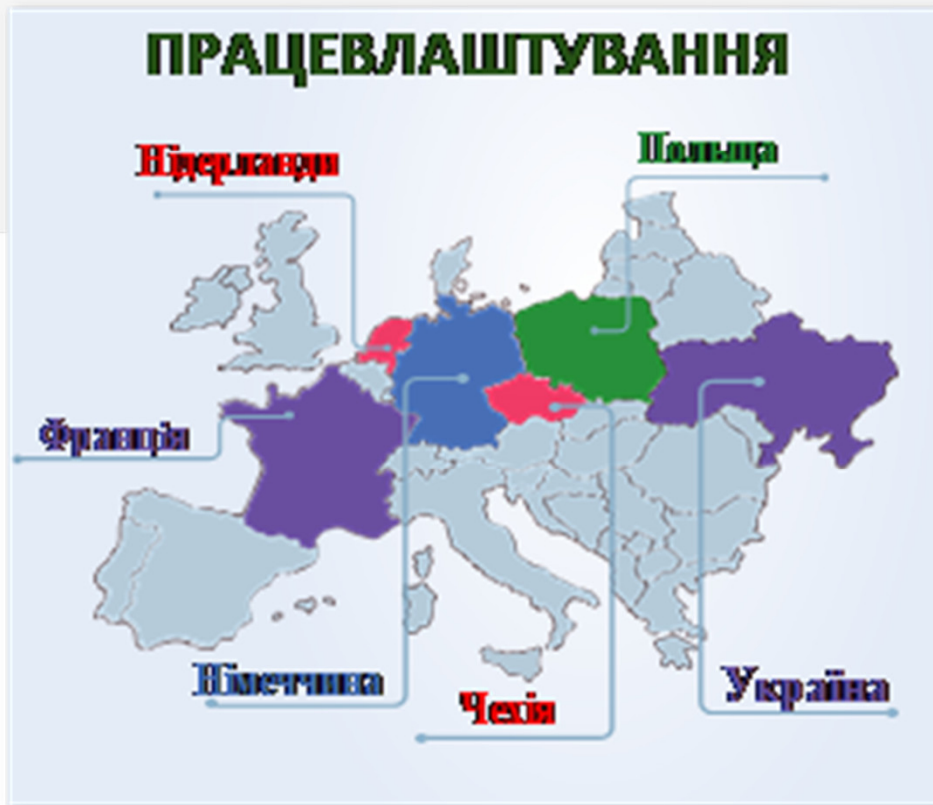 ПРАЦЕВЛАШТУВАННЯ
Нідерланди
Польща
Франція
Німеччина
Чехія
Україна